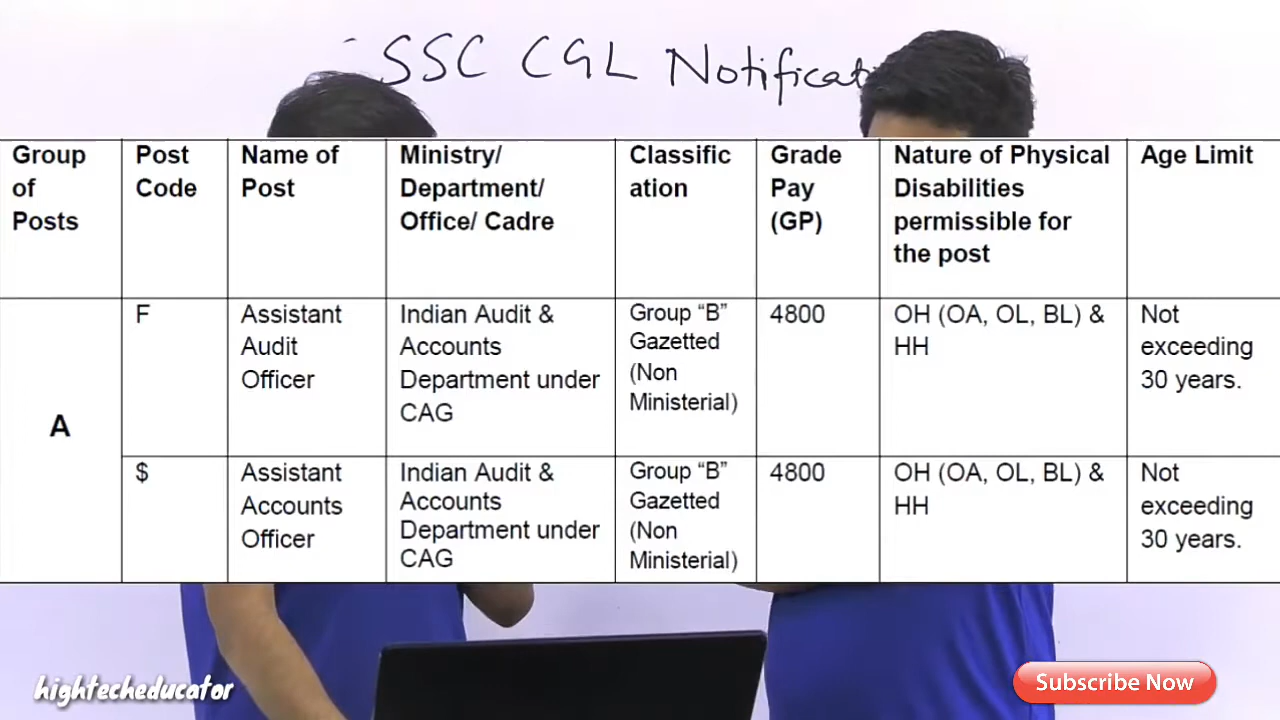 SSC CGL
Group
of
Posts
Post
Code
Name of
Post
Ministry/
Department/
Office/ Cadre
Classific
ation
Grade
Pay
(GP)
Nature of Physical
Disabilities
permissible for
the post
Age Limit
A
F
Assistant
Audit
Officer
Indian Audit &
Accounts
Department under
CAG
Group “B”
Gazetted
(Non
Ministerial)
4800
OH (OA, OL, BL) &
HH
Not
exceeding
30 years.
$
Assistant
Accounts
Officer
Indian Audit &
Accounts
Department under
CAG
Group “B”
Gazetted
(Non
Ministerial)
4800
OH (OA, OL, BL) &
HH
Not
exceeding
30 years.
hightecheducator
Subscribe Now